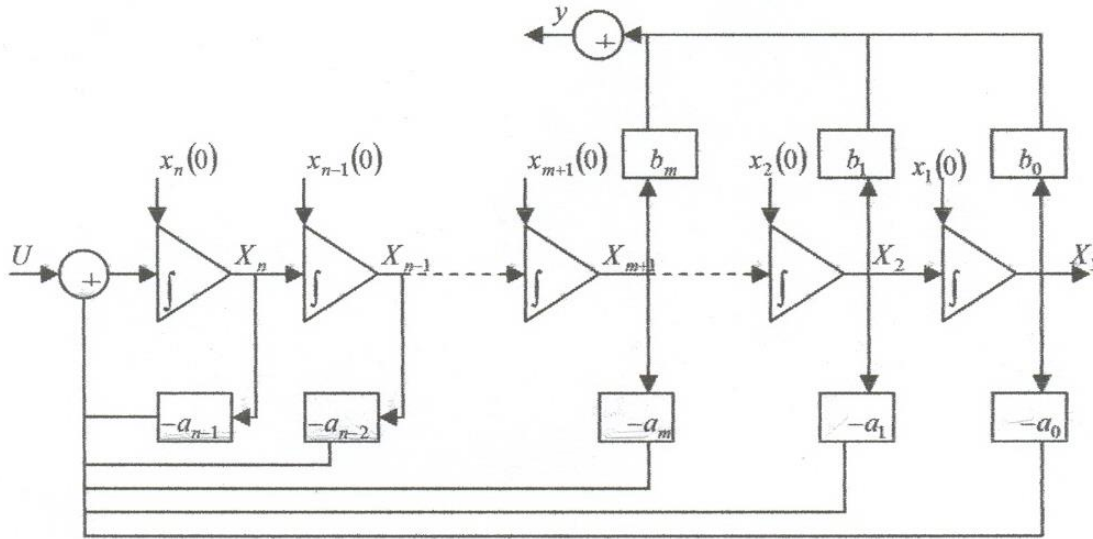 y
+
b_m b_1 b_0
x_n(0) x_{n-1}(0) x_{m+1}(0) x_2(0) x_1(0)
U + ∫ X_n ∫ X_{n-1} ∫ X_{m+1} ∫ X_2 ∫
-a_{n-1} -a_{n-2} -a_m -a_1 -a_0